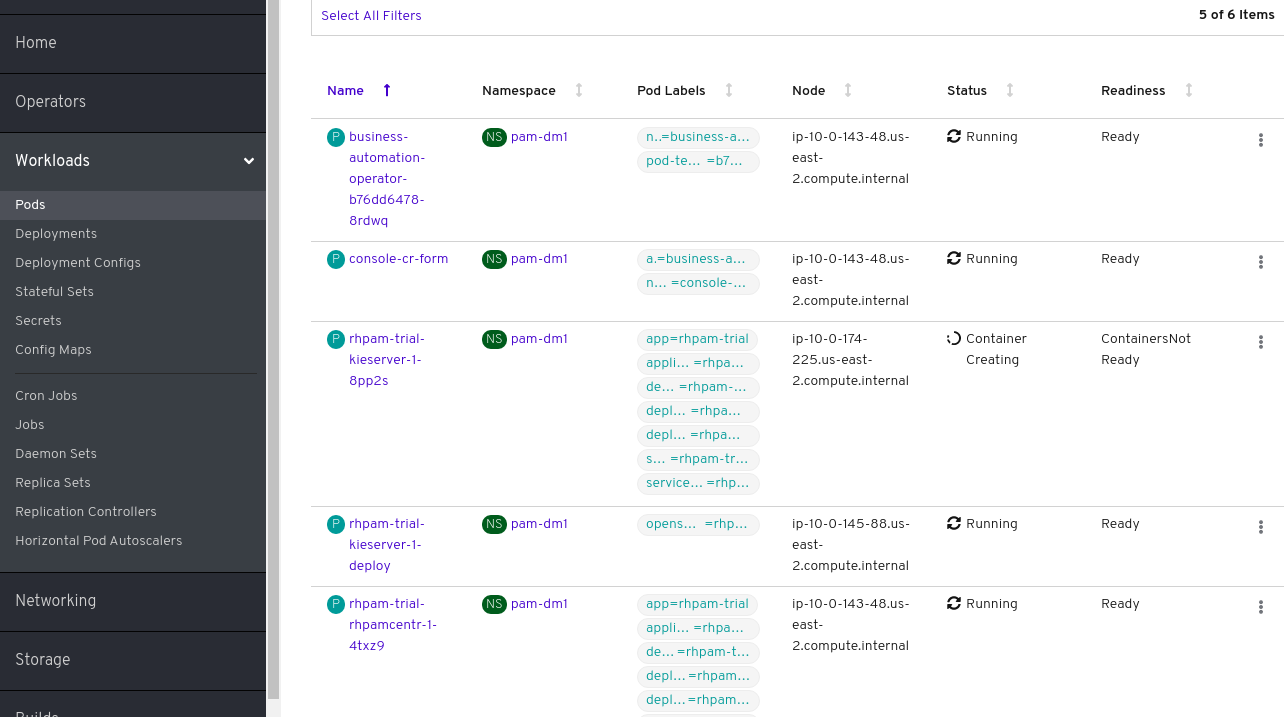 Select All Filters
5 of 6 Items
Home
Operators
Workloads
Pods
Deployments
Deployment Configs
Stateful Sets
Secrets
Config Maps
Cron Jobs
Jobs
Daemon Sets
Replica Sets
Replication Controllers
Horizontal Pod Autoscalers
Networking
Storage
Builds
Name
Namespace
Pod Labels
Node
Status
Readiness
P business-
automation-
operator-
b76dd6478-
8rdwq
NS pam-dm1
n..=business-a...
pod-te... =b7...
ip-10-0-143-48.us-
east-
2.compute.internal
Running
Ready
P console-cr-form
NS pam-dm1
a.=business-a...
n... =console-...
ip-10-0-143-48.us-
east-
2.compute.internal
Running
Ready
P rhpam-trial-
kieserver-1-
8pp2s
NS pam-dm1
app=rhpam-trial
appli... =rhpa...
de... =rhpam-...
depl... =rhpa...
depl... =rhpa...
s... =rhpam-tr...
service... =rhp...
ip-10-0-174-
225.us-east-
2.compute.internal
Container
Creating
ContainersNot
Ready
P rhpam-trial-
kieserver-1-
deploy
NS pam-dm1
opens... =rhp...
ip-10-0-145-88.us-
east-
2.compute.internal
Running
Ready
P rhpam-trial-
rhpamcentr-1-
4txz9
NS pam-dm1
app=rhpam-trial
appli... =rhpa...
de... =rhpam-t...
depl... =rhpam...
depl... =rhpam...
ip-10-0-143-48.us-
east-
2.compute.internal
Running
Ready